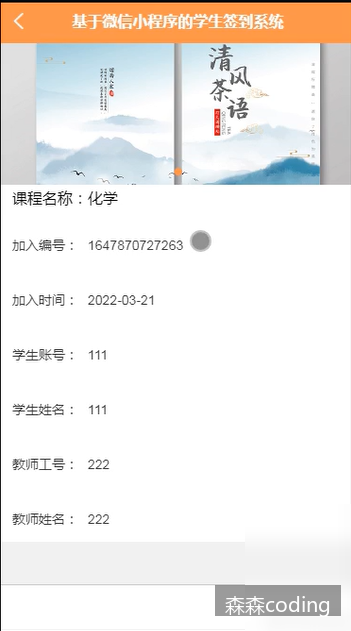 基于微信小程序的学生签到系统
清风
茶语
课程名称：化学
加入编号： 1647870727263
加入时间： 2022-03-21
学生账号： 111
学生姓名： 111
教师工号： 222
教师姓名： 222
森森coding